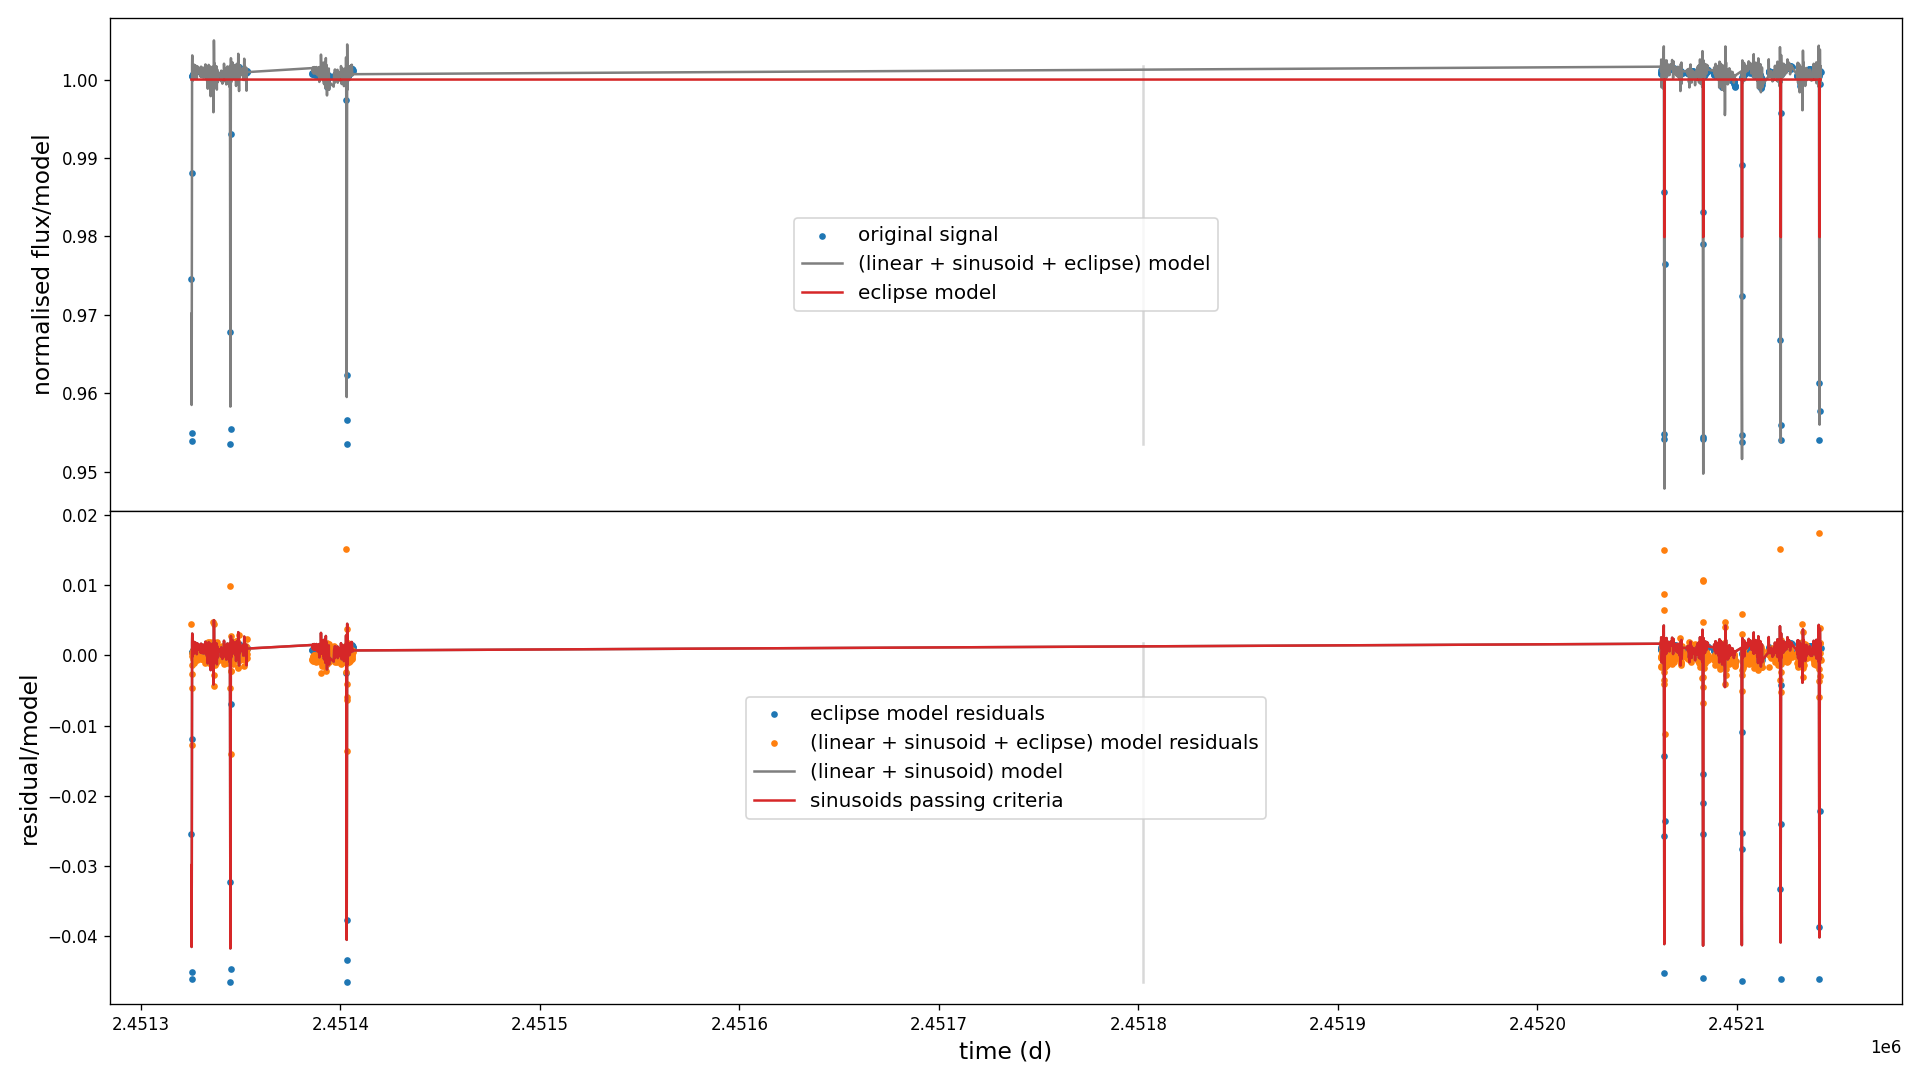 1.00
0.99
0.98
0.97
0.96
0.95
normalised flux/model
original signal
(linear + sinusoid + eclipse) model
eclipse model
0.02
0.01
0.00
−0.01
−0.02
−0.03
−0.04
residual/model
eclipse model residuals
(linear + sinusoid + eclipse) model residuals
(linear + sinusoid) model
sinusoids passing criteria
2.4513 2.4514 2.4515 2.4516 2.4517 2.4518 2.4519 2.4520 2.4521
time (d)
1e6